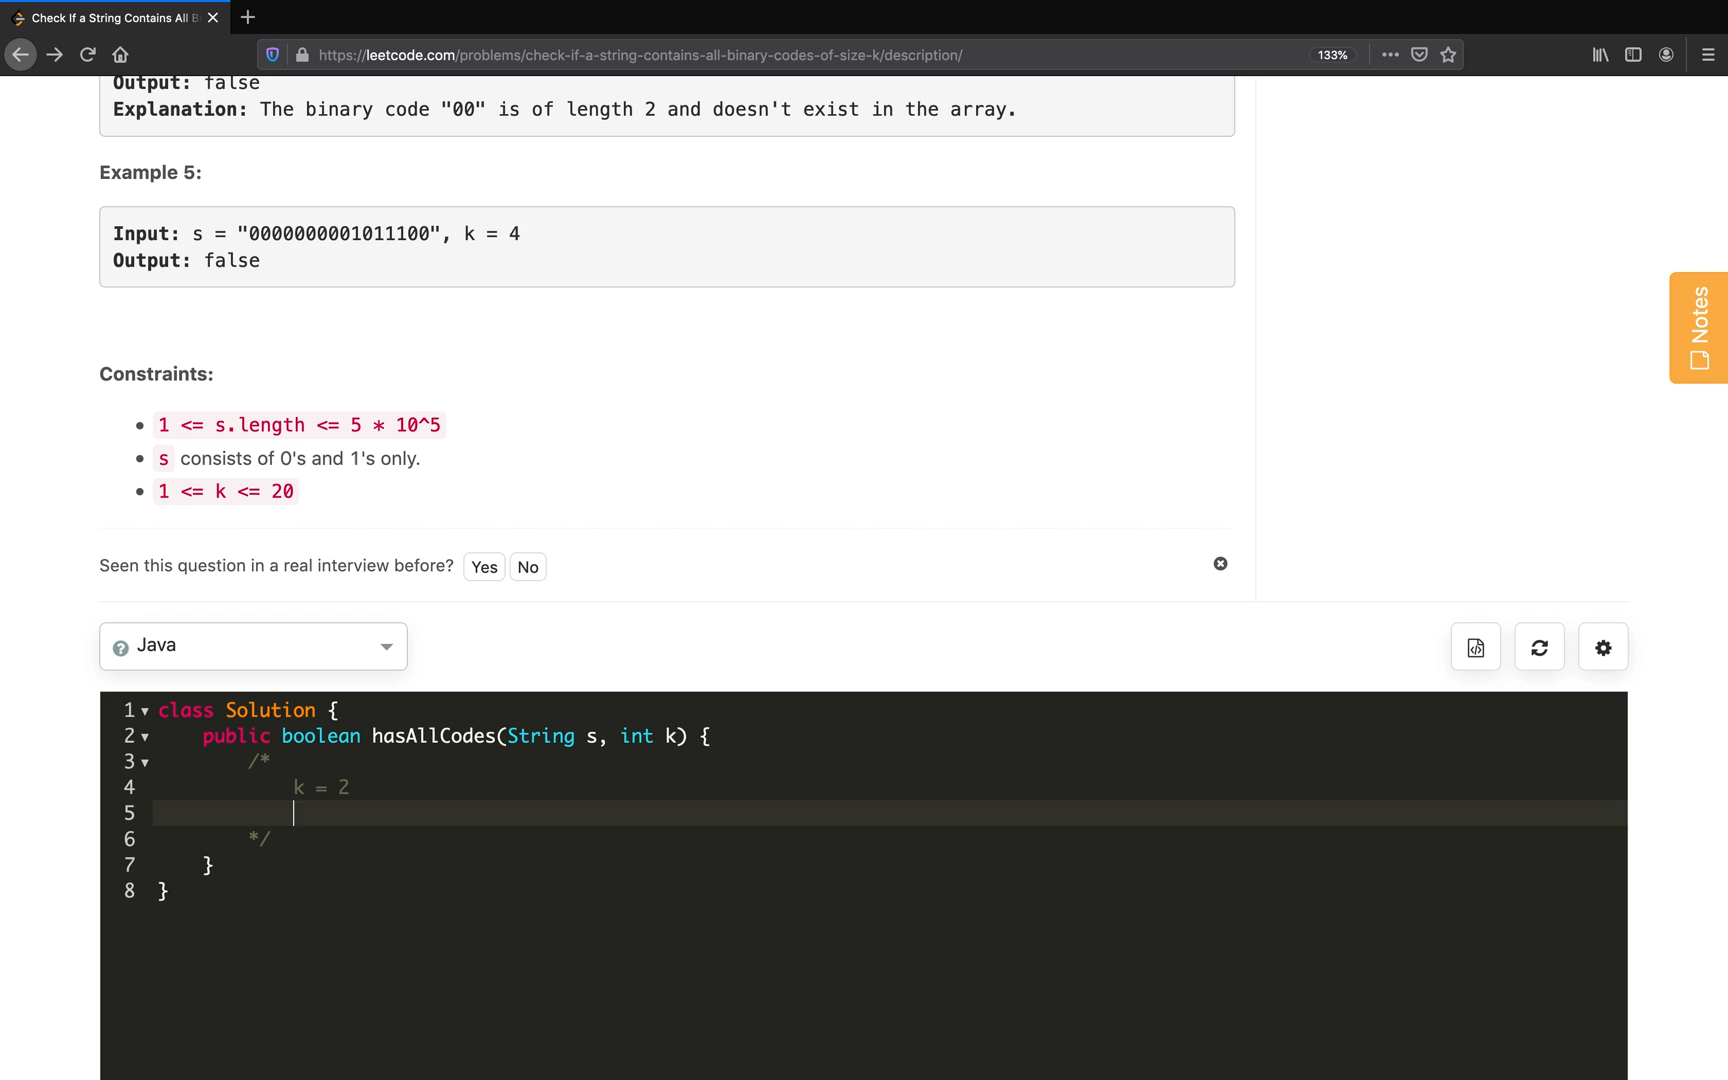 Check If a String Contains All B
https://leetcode.com/problems/check-if-a-string-contains-all-binary-codes-of-size-k/description/
133%
Output: false
Explanation: The binary code "00" is of length 2 and doesn't exist in the array.
Example 5:
Input: s = "0000000001011100", k = 4
Output: false
Notes
Constraints:
1 <= s.length <= 5 * 10^5
s consists of 0's and 1's only.
1 <= k <= 20
Seen this question in a real interview before? Yes No
? Java
1 class Solution {
2 public boolean hasAllCodes(String s, int k) {
3 /*
4 k = 2
5
6 */
7 }
8 }